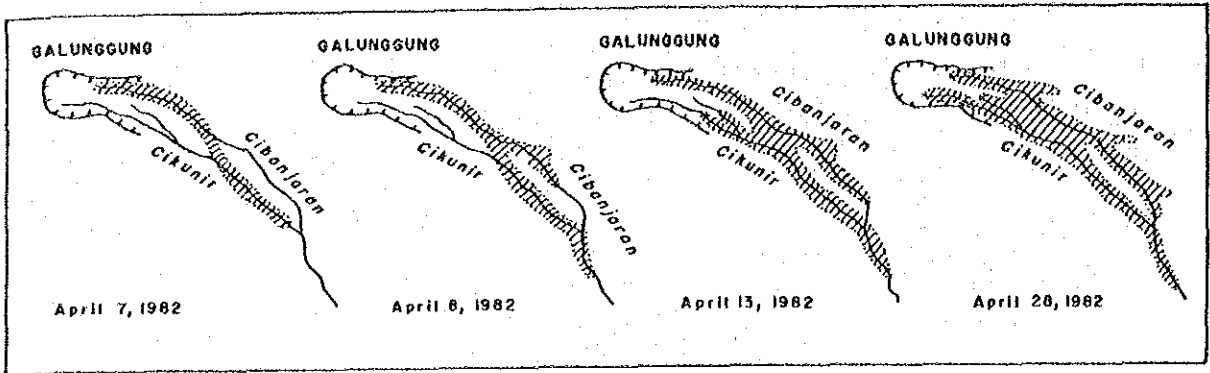 GALUNGGUNG
Cikunir
Cibanjaran
April 7, 1982
GALUNGGUNG
Cikunir
Cibanjaran
April 8, 1982
GALUNGGUNG
Cibanjaran
Cikunir
April 13, 1982
GALUNGGUNG
Cibanjaran
Cikunir
April 28, 1982